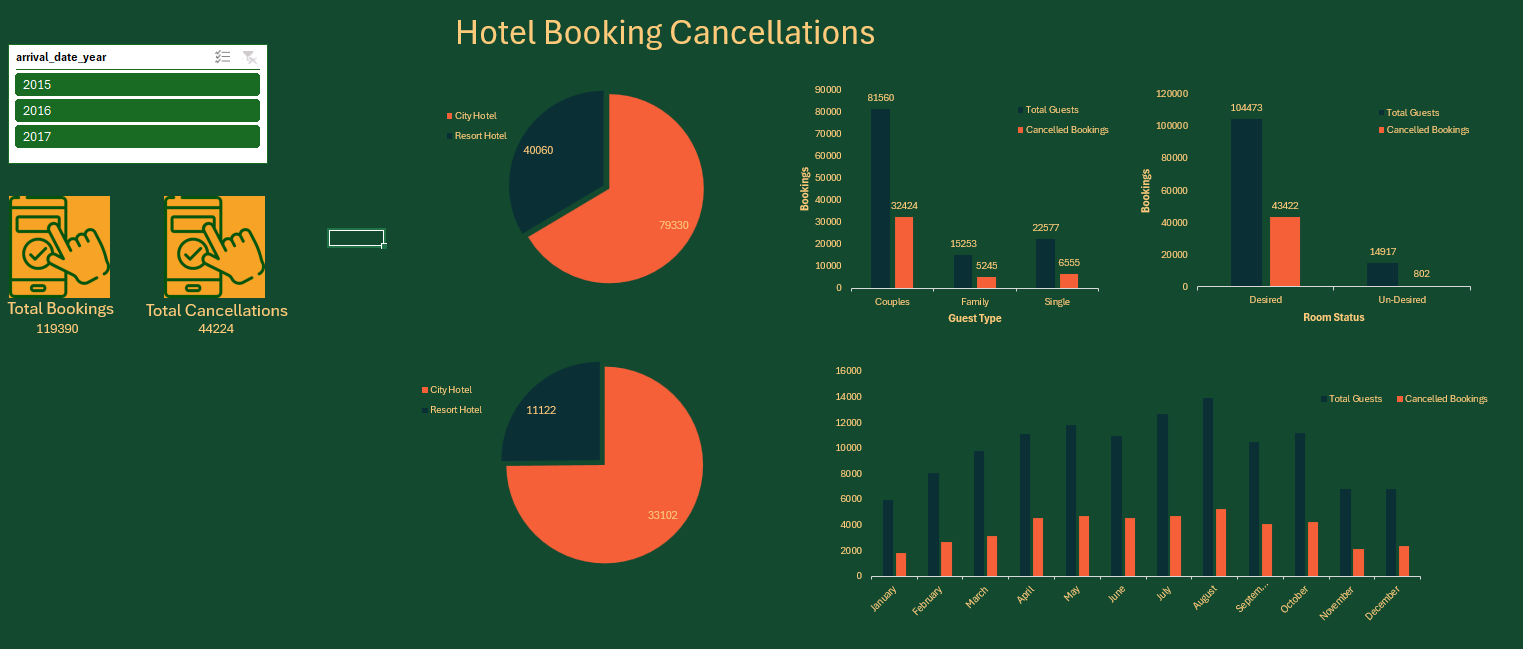 Hotel Booking Cancellations
arrival_date_year
2015
2016
2017
Total Bookings
119390
Total Cancellations
44224
City Hotel
Resort Hotel
40060
79330
90000
80000
70000
60000
50000
40000
30000
20000
10000
0
Bookings
81560
32424
15253
5245
22577
6555
Total Guests
Cancelled Bookings
Couples Family Single
Guest Type
120000
100000
80000
60000
40000
20000
0
Bookings
104473
43422
14917
802
Total Guests
Cancelled Bookings
Desired Un-Desired
Room Status
City Hotel
Resort Hotel
11122
33102
16000
14000
12000
10000
8000
6000
4000
2000
0
Total Guests Cancelled Bookings
January February March April May June July August Septem... October November December